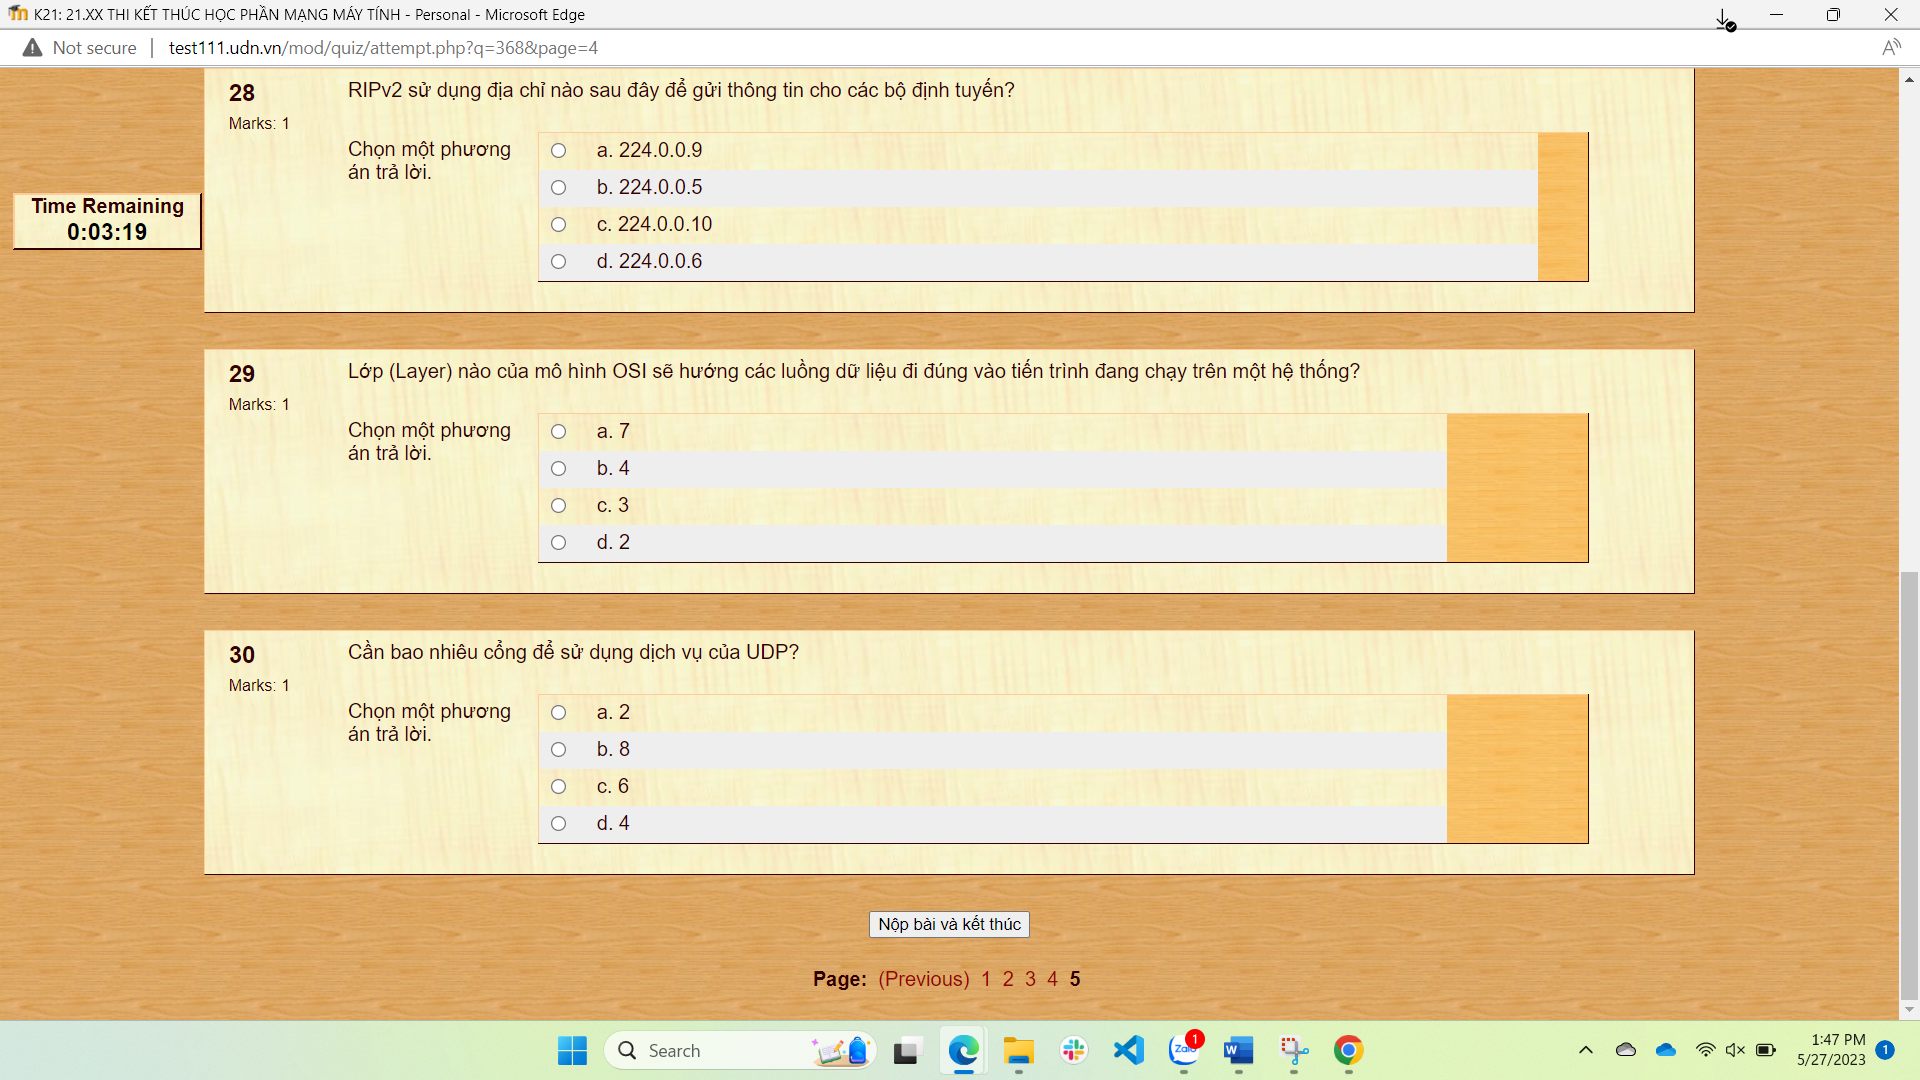 K21: 21.XX THI KẾT THÚC HỌC PHẦN MẠNG MÁY TÍNH - Personal - Microsoft Edge
Not secure | test111.udn.vn/mod/quiz/attempt.php?q=368&page=4
28
Marks: 1
RIPv2 sử dụng địa chỉ nào sau đây để gửi thông tin cho các bộ định tuyến?
Chọn một phương
án trả lời.
a. 224.0.0.9
b. 224.0.0.5
c. 224.0.0.10
d. 224.0.0.6
Time Remaining
0:03:19
29
Marks: 1
Lớp (Layer) nào của mô hình OSI sẽ hướng các luồng dữ liệu đi đúng vào tiến trình đang chạy trên một hệ thống?
Chọn một phương
án trả lời.
a. 7
b. 4
c. 3
d. 2
30
Marks: 1
Cần bao nhiêu cổng để sử dụng dịch vụ của UDP?
Chọn một phương
án trả lời.
a. 2
b. 8
c. 6
d. 4
Nộp bài và kết thúc
Page: (Previous) 1 2 3 4 5
Search
Zalo
1
W
1:47 PM
5/27/2023
1